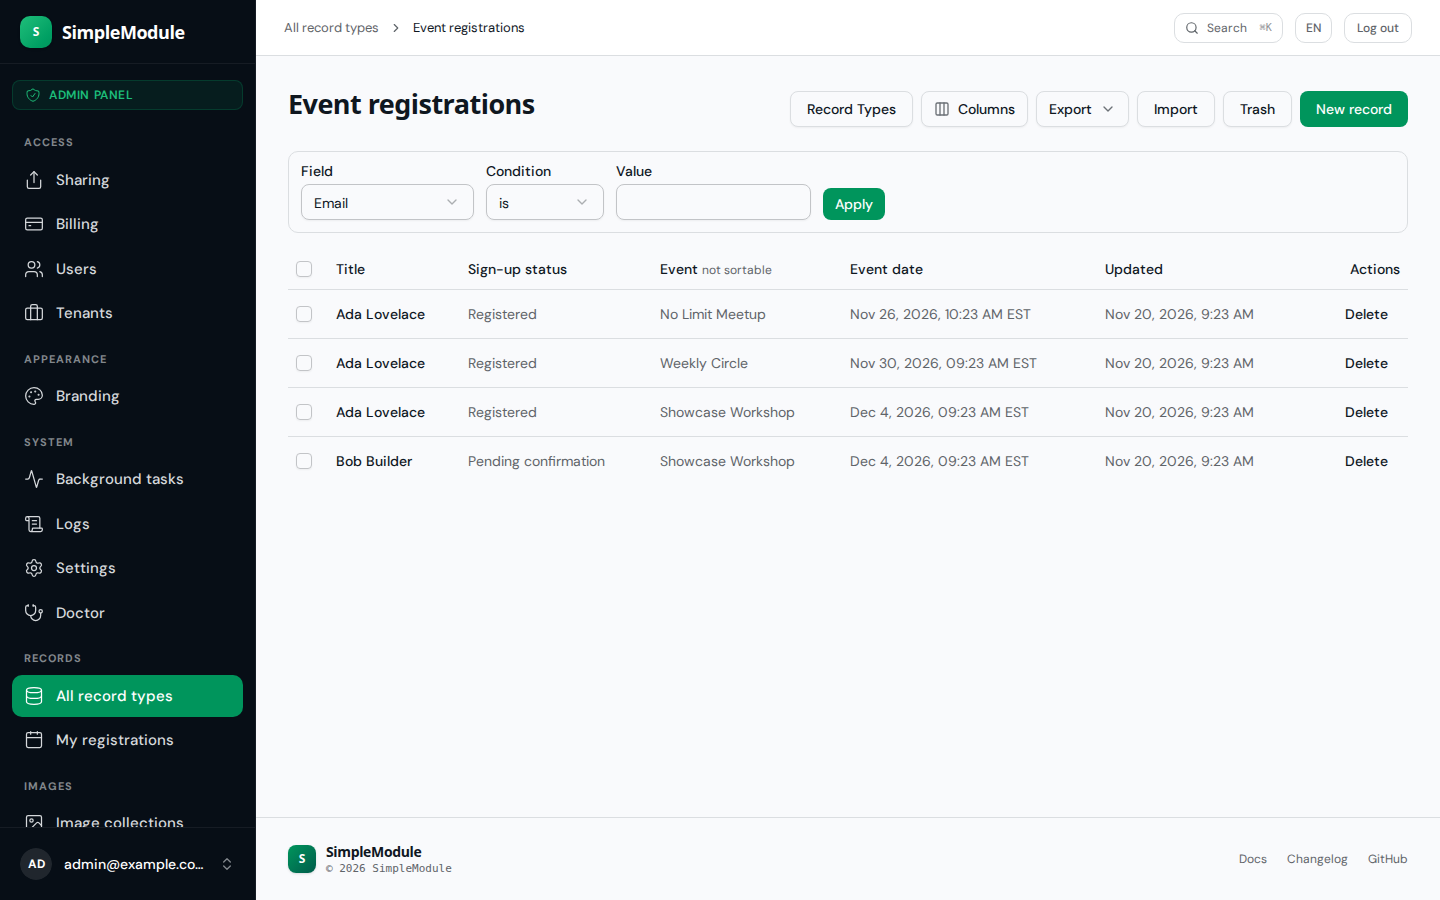 S SimpleModule
ADMIN PANEL
ACCESS
Sharing
Billing
Users
Tenants
APPEARANCE
Branding
SYSTEM
Background tasks
Logs
Settings
Doctor
RECORDS
All record types
My registrations
IMAGES
Image collections
AD admin@example.co...
All record types > Event registrations
Search ⌘K EN Log out
Event registrations
Record Types Columns Export Import Trash New record
Field Condition Value
Email is Apply
Title Sign-up status Event not sortable Event date Updated Actions
Ada Lovelace Registered No Limit Meetup Nov 26, 2026, 10:23 AM EST Nov 20, 2026, 9:23 AM Delete
Ada Lovelace Registered Weekly Circle Nov 30, 2026, 09:23 AM EST Nov 20, 2026, 9:23 AM Delete
Ada Lovelace Registered Showcase Workshop Dec 4, 2026, 09:23 AM EST Nov 20, 2026, 9:23 AM Delete
Bob Builder Pending confirmation Showcase Workshop Dec 4, 2026, 09:23 AM EST Nov 20, 2026, 9:23 AM Delete
S SimpleModule
© 2026 SimpleModule
Docs Changelog GitHub